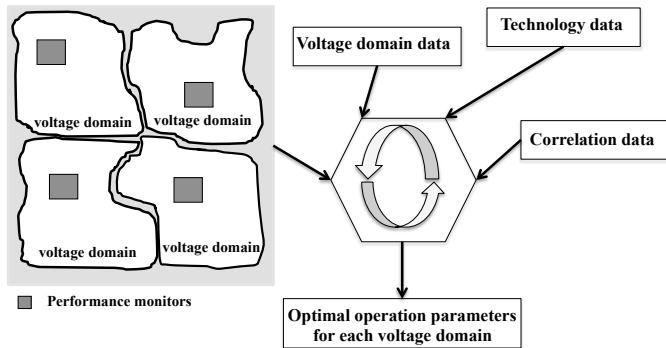 Technology data
Voltage domain data
Correlation data
voltage domain
voltage domain
voltage domain
voltage domain
Performance monitors
Optimal operation parameters
for each voltage domain